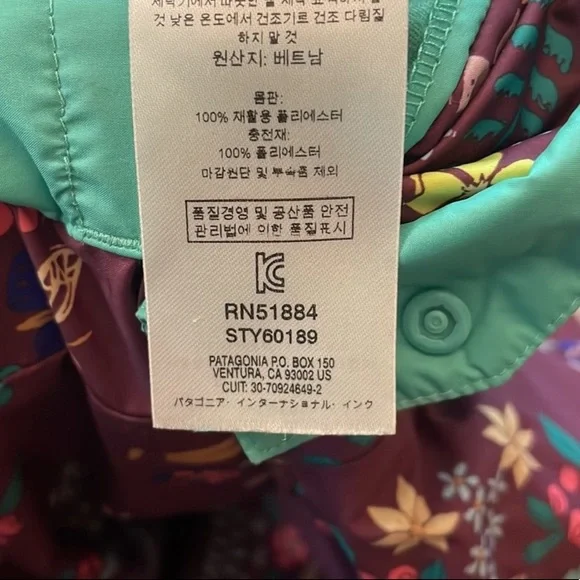 것 낮은 온도에서 건조기로 건조 다림질
하지 말 것
원산지: 베트남
몸판:
100% 재활용 폴리에스터
충전재:
100% 폴리에스터
마감원단 및 부속품 제외
품질경영 및 공산품 안전
관리법에 의한 품질표시
RN51884
STY60189
PATAGONIA P.O. BOX 150
VENTURA, CA 93002 US
CUIT: 30-70924649-2
パタゴニア・インターナショナル・インク